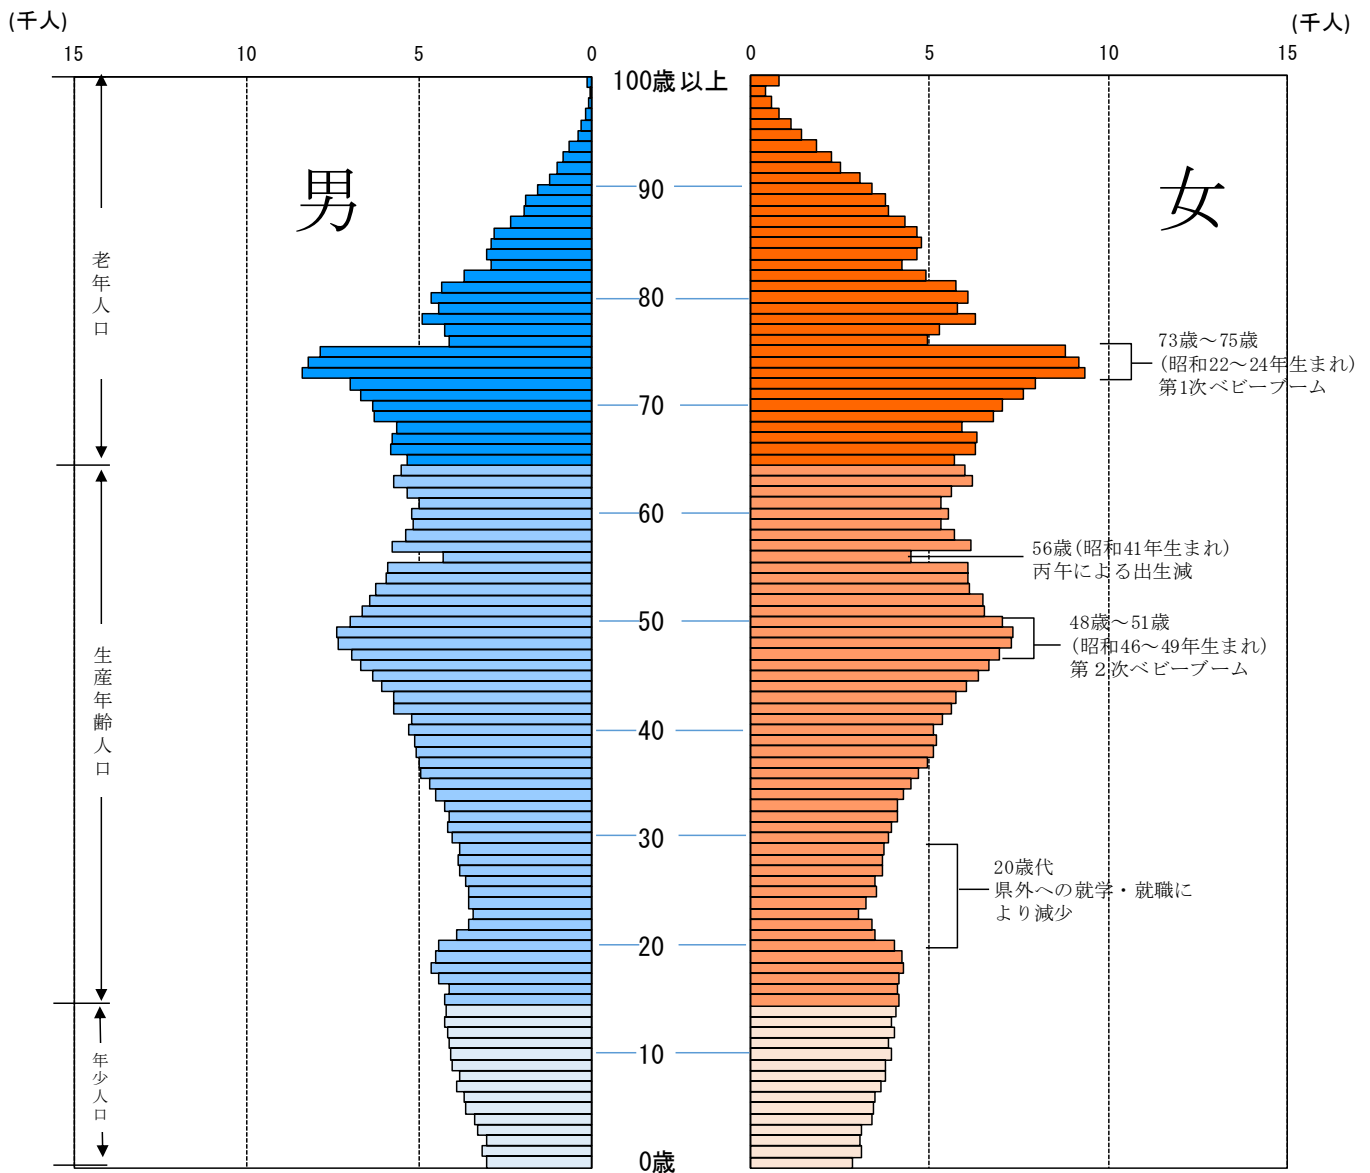 (千人)
(千人)
15 10 5 0 0 5 10 15
100歳以上
男
女
90
老年人口
80
73歳～75歳
(昭和22～24年生まれ)
第1次ベビーブーム
70
60
56歳(昭和41年生まれ)
丙午による出生減
50
48歳～51歳
(昭和46～49年生まれ)
第２次ベビーブーム
生産年齢人口
40
30
20歳代
県外への就学・就職に
より減少
20
10
年少人口
0歳